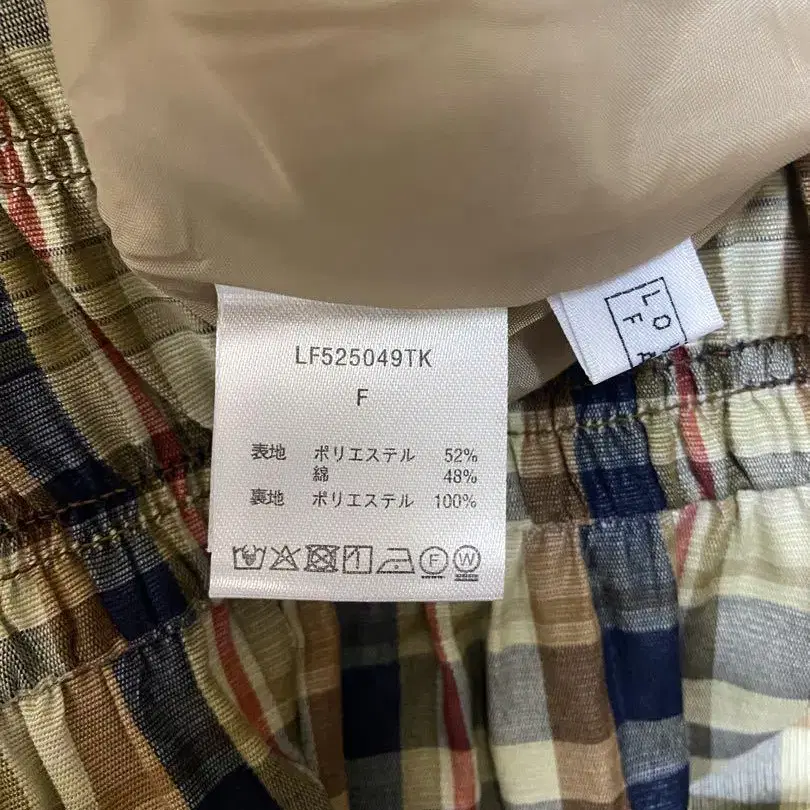 LF525049TK
F
表地 ポリエステル 52%
綿 48%
裏地 ポリエステル 100%
F W